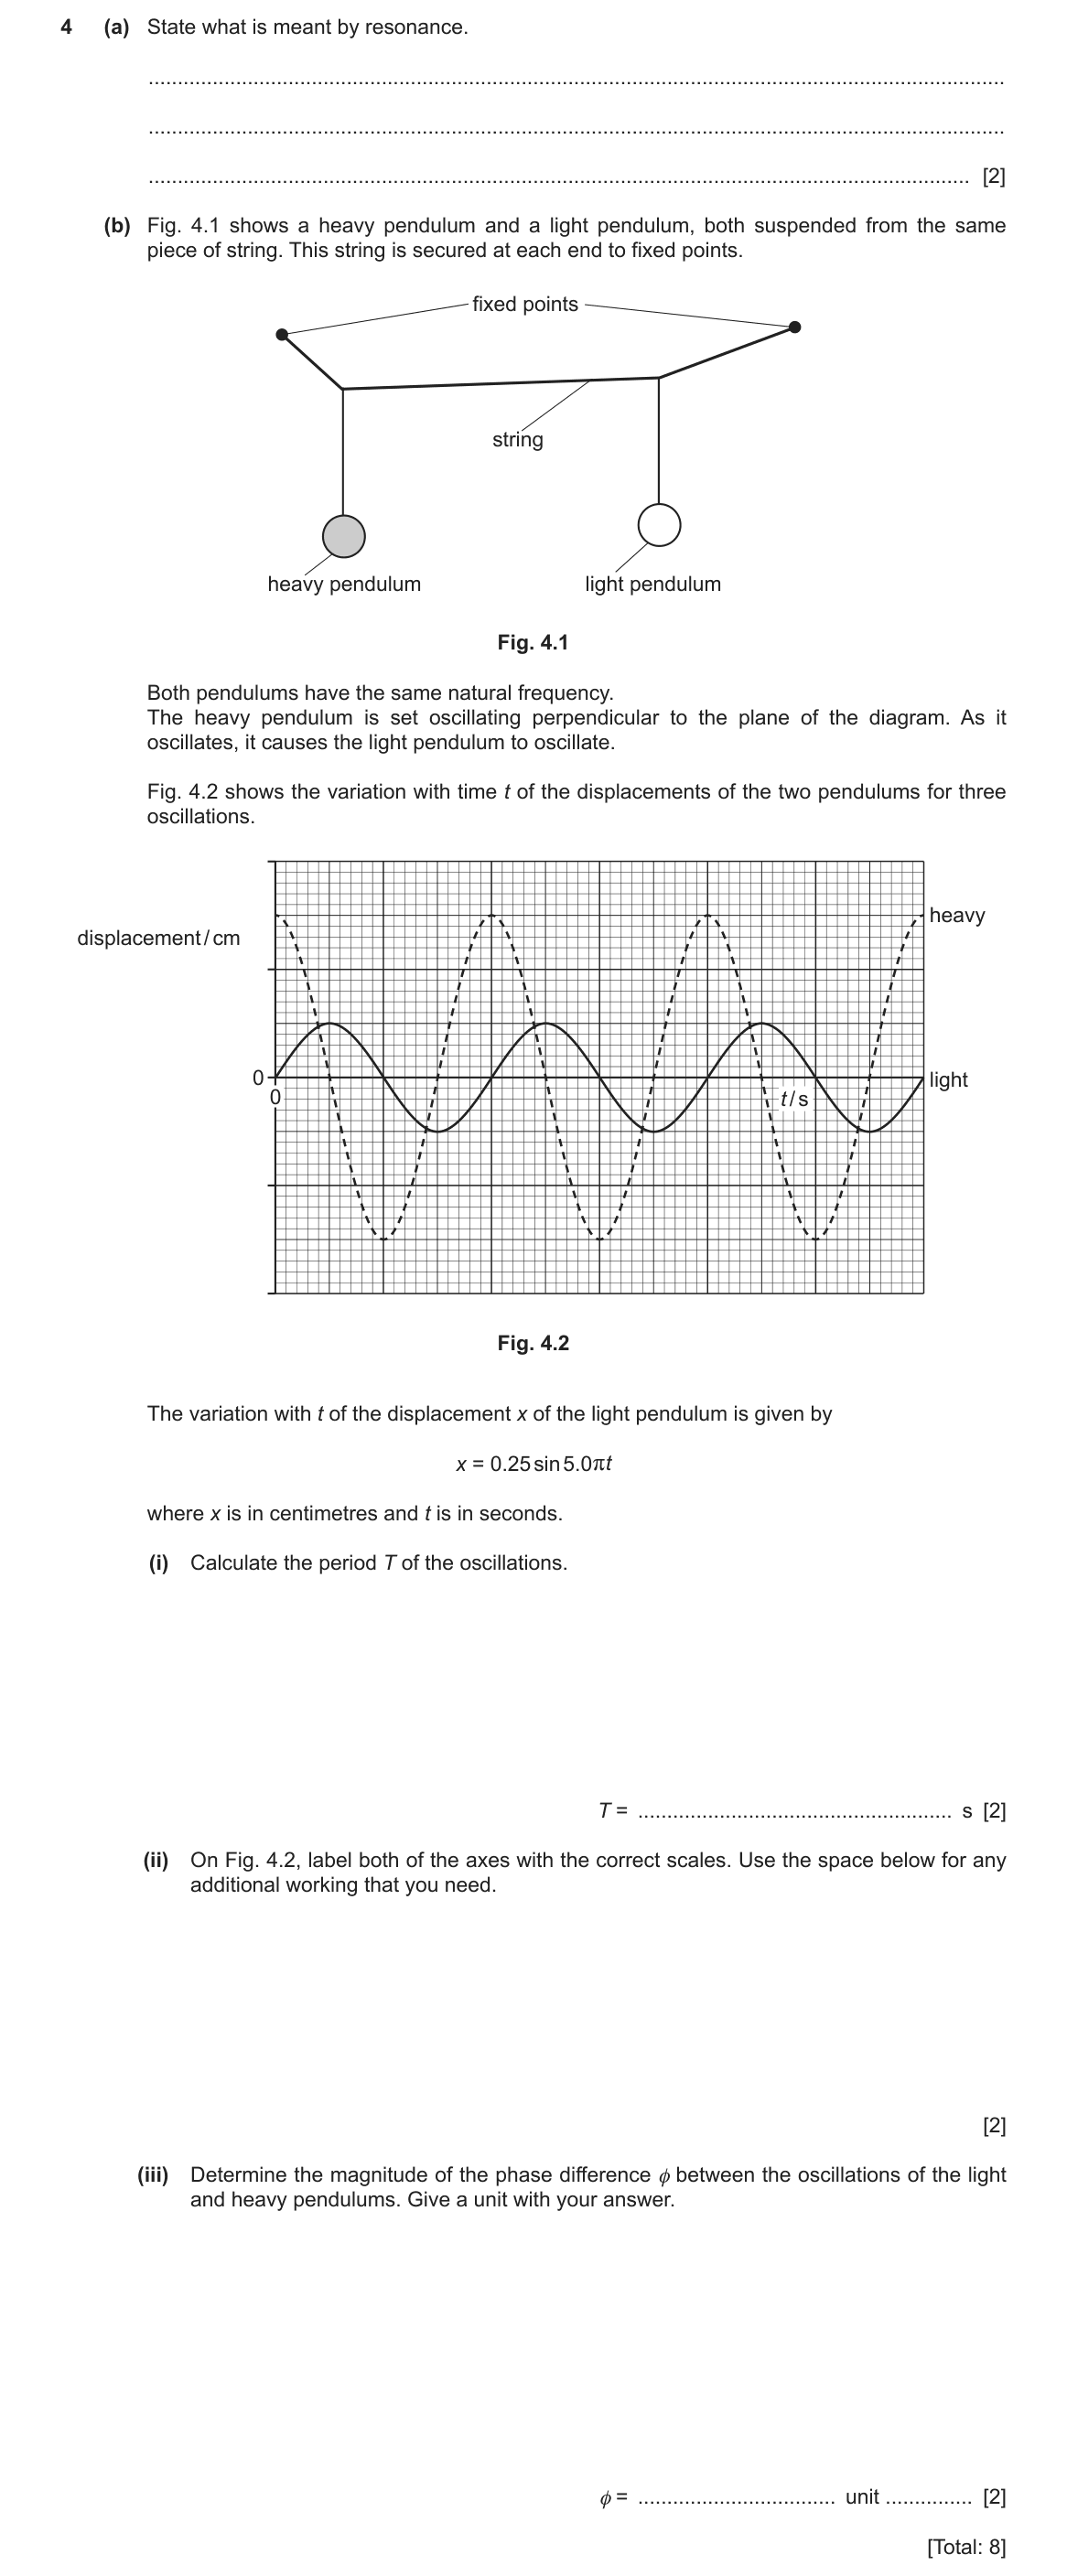 4 (a) State what is meant by resonance.
..........................................................................................................................................
..........................................................................................................................................
..................................................................................................................................... [2]
(b) Fig. 4.1 shows a heavy pendulum and a light pendulum, both suspended from the same
piece of string. This string is secured at each end to fixed points.
fixed points
string
heavy pendulum light pendulum
Fig. 4.1
Both pendulums have the same natural frequency.
The heavy pendulum is set oscillating perpendicular to the plane of the diagram. As it
oscillates, it causes the light pendulum to oscillate.
Fig. 4.2 shows the variation with time t of the displacements of the two pendulums for three
oscillations.
heavy
displacement / cm
0 light
0 t / s
Fig. 4.2
The variation with t of the displacement x of the light pendulum is given by
x = 0.25 sin 5.0πt
where x is in centimetres and t is in seconds.
(i) Calculate the period T of the oscillations.
T = ...................................................... s [2]
(ii) On Fig. 4.2, label both of the axes with the correct scales. Use the space below for any
additional working that you need.
[2]
(iii) Determine the magnitude of the phase difference ϕ between the oscillations of the light
and heavy pendulums. Give a unit with your answer.
ϕ = .................................. unit ............... [2]
[Total: 8]